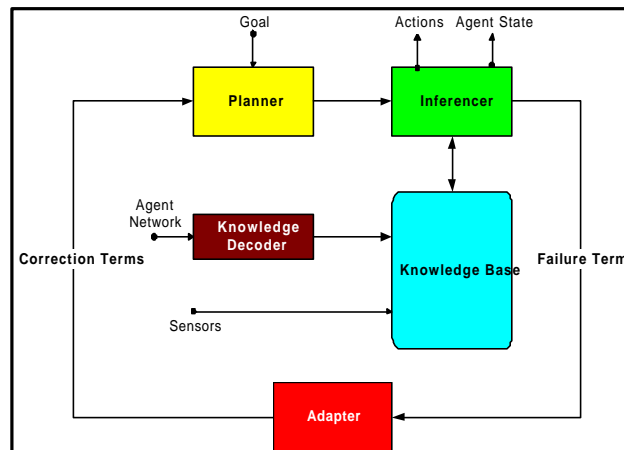 Goal
Actions
Agent State
Planner
Inferencer
Agent
Network
Knowledge
Decoder
Correction Terms
Knowledge Base
Failure Term
Sensors
Adapter